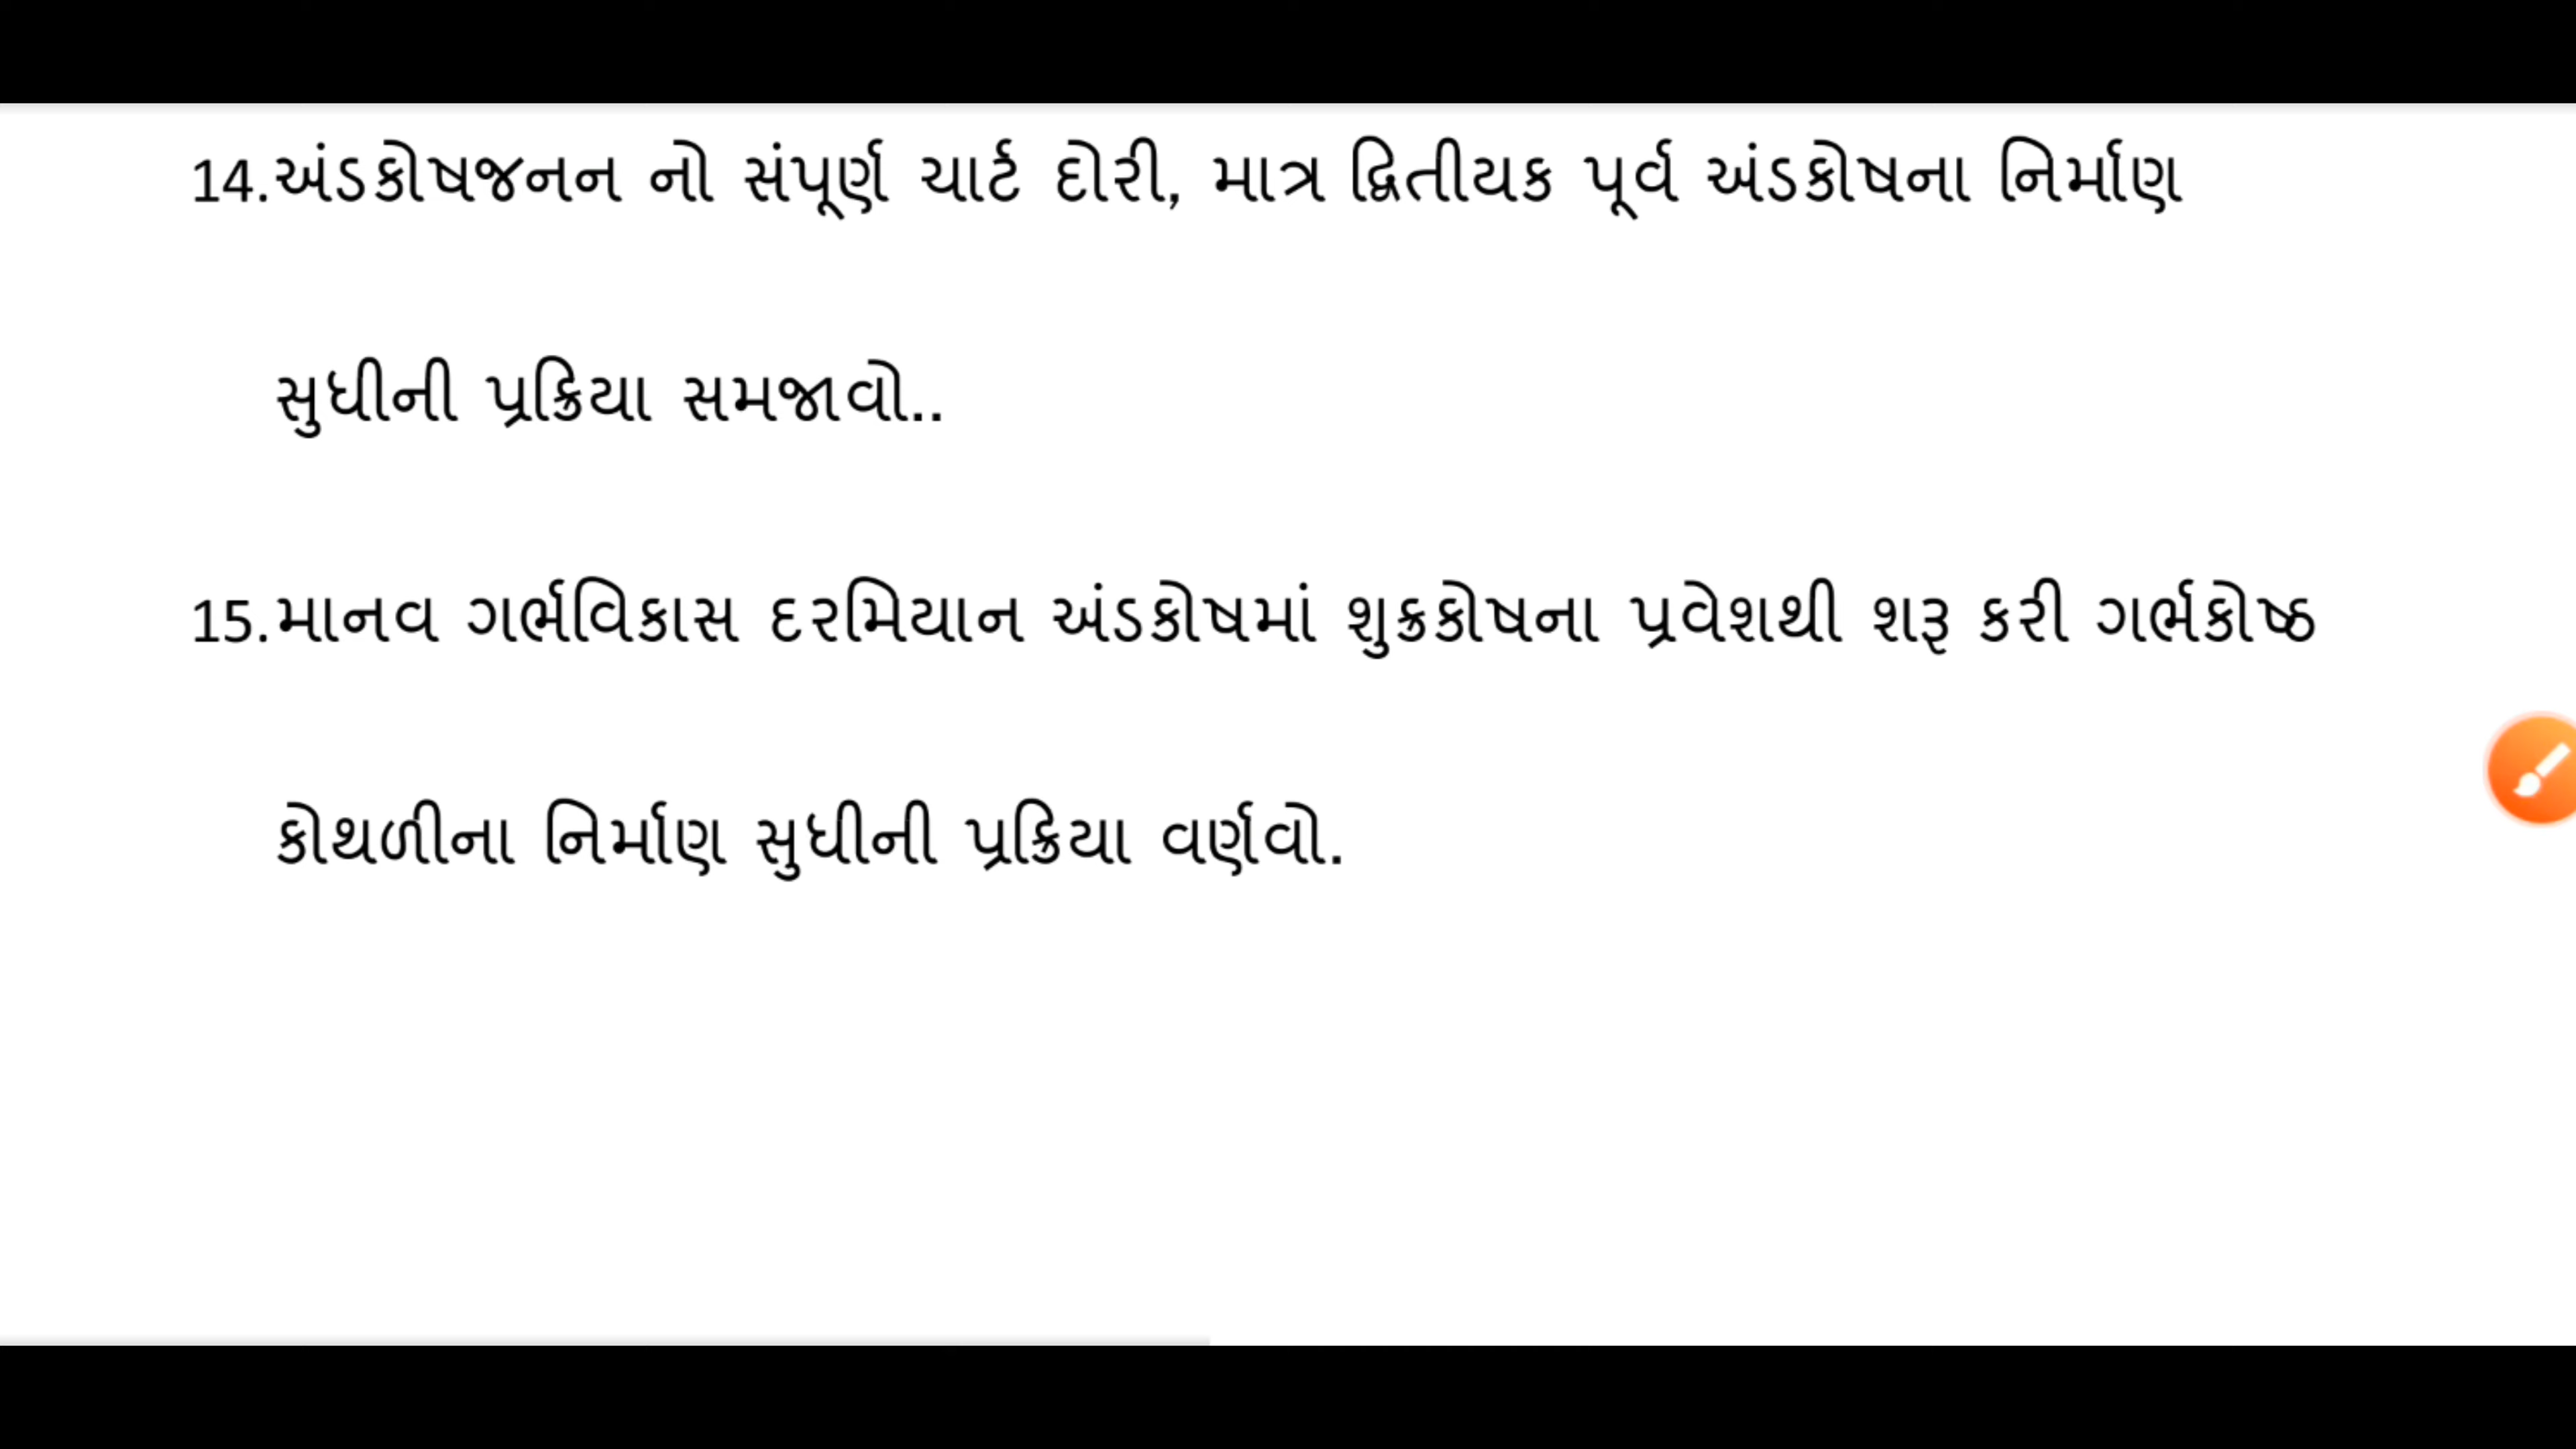 14.અંડકોષજનન નો સંપૂર્ણ ચાર્ટ દોરી, માત્ર દ્વિતીયક પૂર્વ અંડકોષના નિર્માણ
સુધીની પ્રક્રિયા સમજાવો..
15.માનવ ગર્ભવિકાસ દરમિયાન અંડકોષમાં શુક્રકોષના પ્રવેશથી શરૂ કરી ગર્ભકોષ્ઠ
કોથળીના નિર્માણ સુધીની પ્રક્રિયા વર્ણવો.